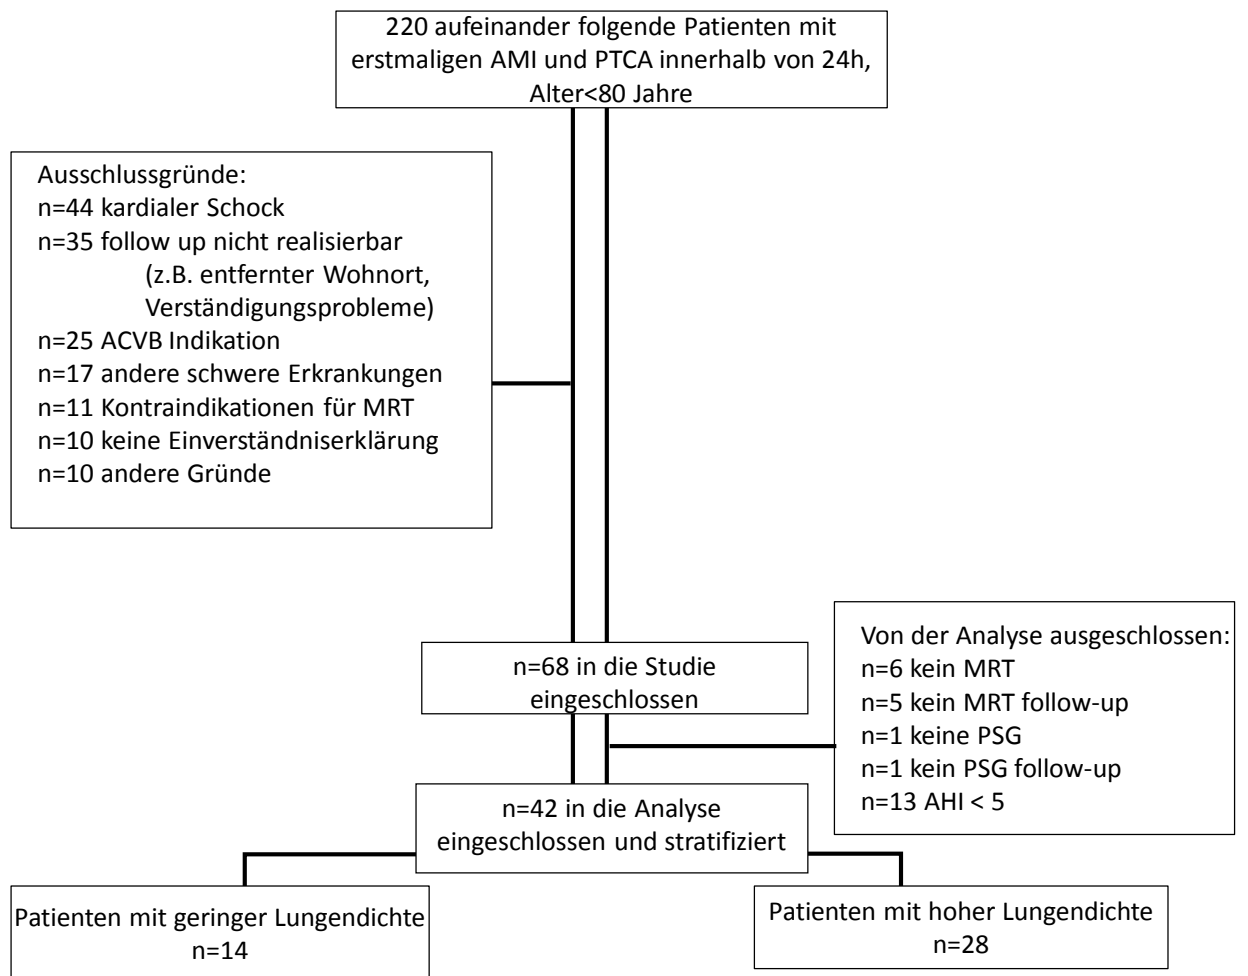 220 aufeinander folgende Patienten mit
erstmaligen AMI und PTCA innerhalb von 24h,
Alter<80 Jahre
Ausschlussgründe:
n=44 kardialer Schock
n=35 follow up nicht realisierbar
(z.B. entfernter Wohnort,
Verständigungsprobleme)
n=25 ACVB Indikation
n=17 andere schwere Erkrankungen
n=11 Kontraindikationen für MRT
n=10 keine Einverständniserklärung
n=10 andere Gründe
n=68 in die Studie
eingeschlossen
Von der Analyse ausgeschlossen:
n=6 kein MRT
n=5 kein MRT follow-up
n=1 keine PSG
n=1 kein PSG follow-up
n=13 AHI < 5
n=42 in die Analyse
eingeschlossen und stratifiziert
Patienten mit geringer Lungendichte
n=14
Patienten mit hoher Lungendichte
n=28